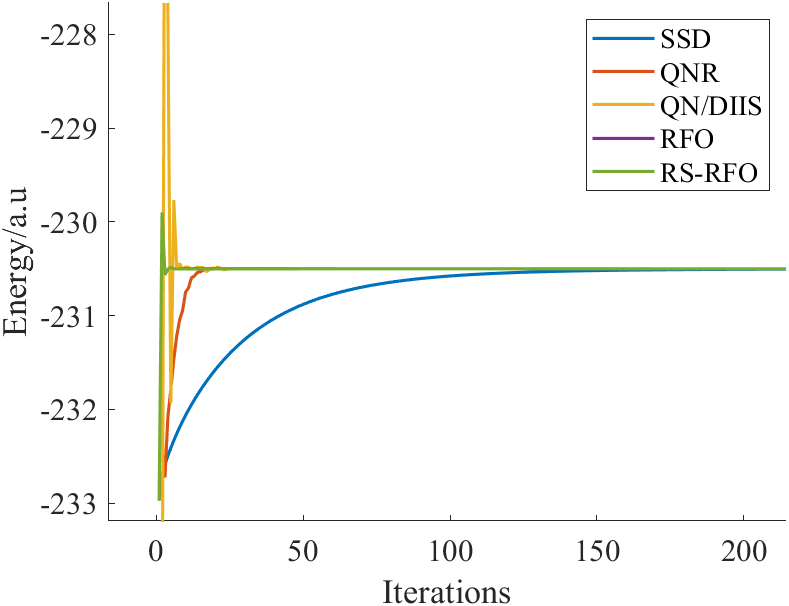 -228
-229
-230
-231
-232
-233
Energy/a.u
0
50
100
150
200
Iterations
SSD
QNR
QN/DIIS
RFO
RS-RFO